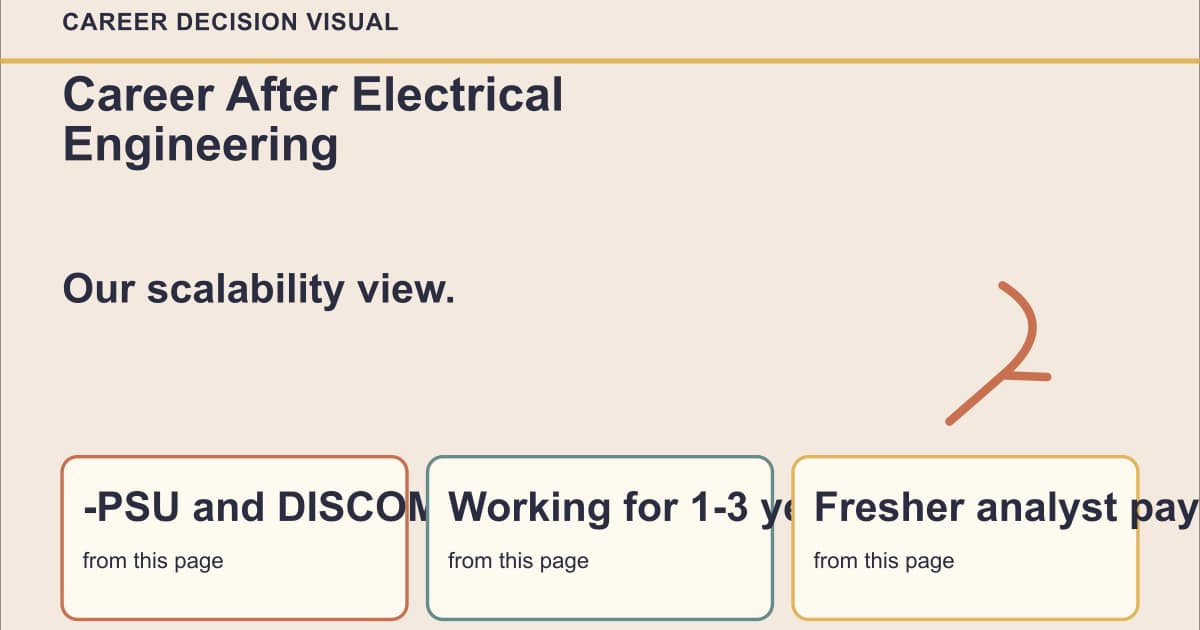 CAREER DECISION VISUAL
Career After Electrical
Engineering
Our scalability view.
-PSU and DISCOM
Working for 1-3 ye
Fresher analyst pay
from this page
from this page
from this page